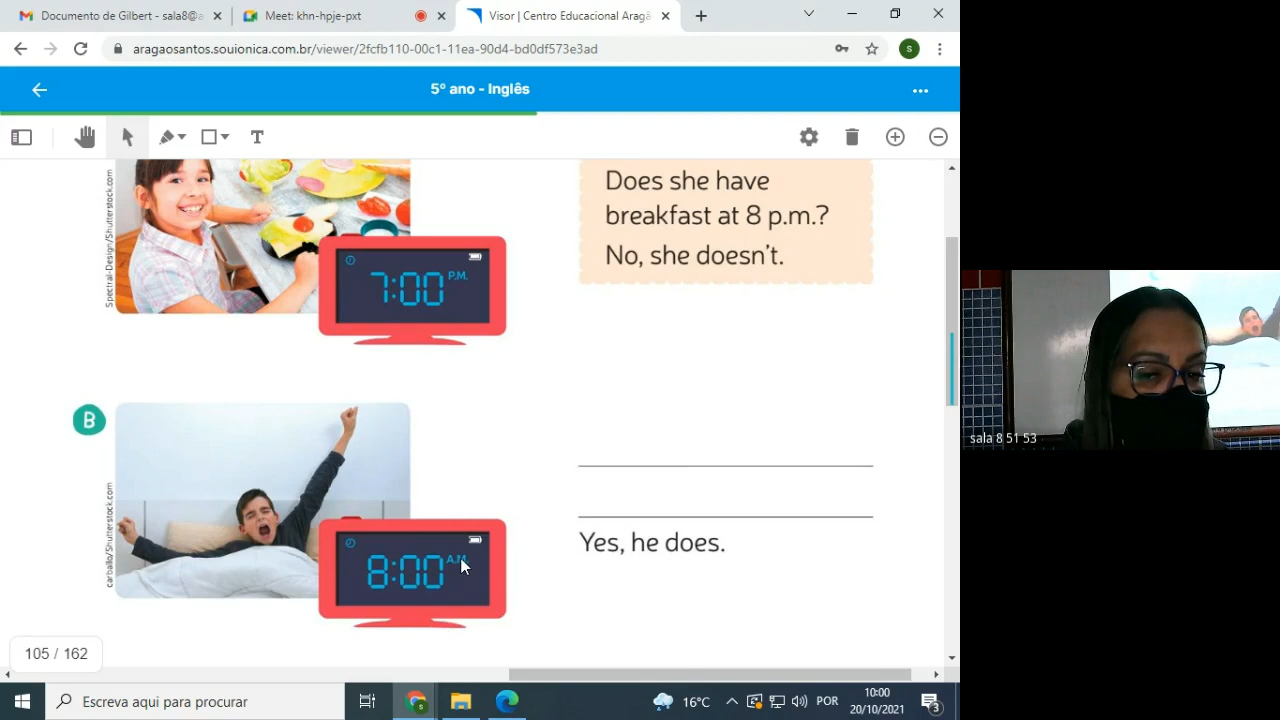 Documento de Gilbert - sala8@a
Meet: khn-hpje-pxt
Visor | Centro Educacional Aragã
aragaosantos.souionica.com.br/viewer/2fcfb110-00c1-11ea-90d4-bd0df573e3ad
S
5º ano - Inglês
T
Spectral-Design/Shutterstock.com
7:00 P.M.
Does she have
breakfast at 8 p.m.?
No, she doesn't.
B
carballo/Shutterstock.com
8:00 A.M.
Yes, he does.
sala 8 51 53
105 / 162
Escreva aqui para procurar
16°C
POR
10:00
20/10/2021
3